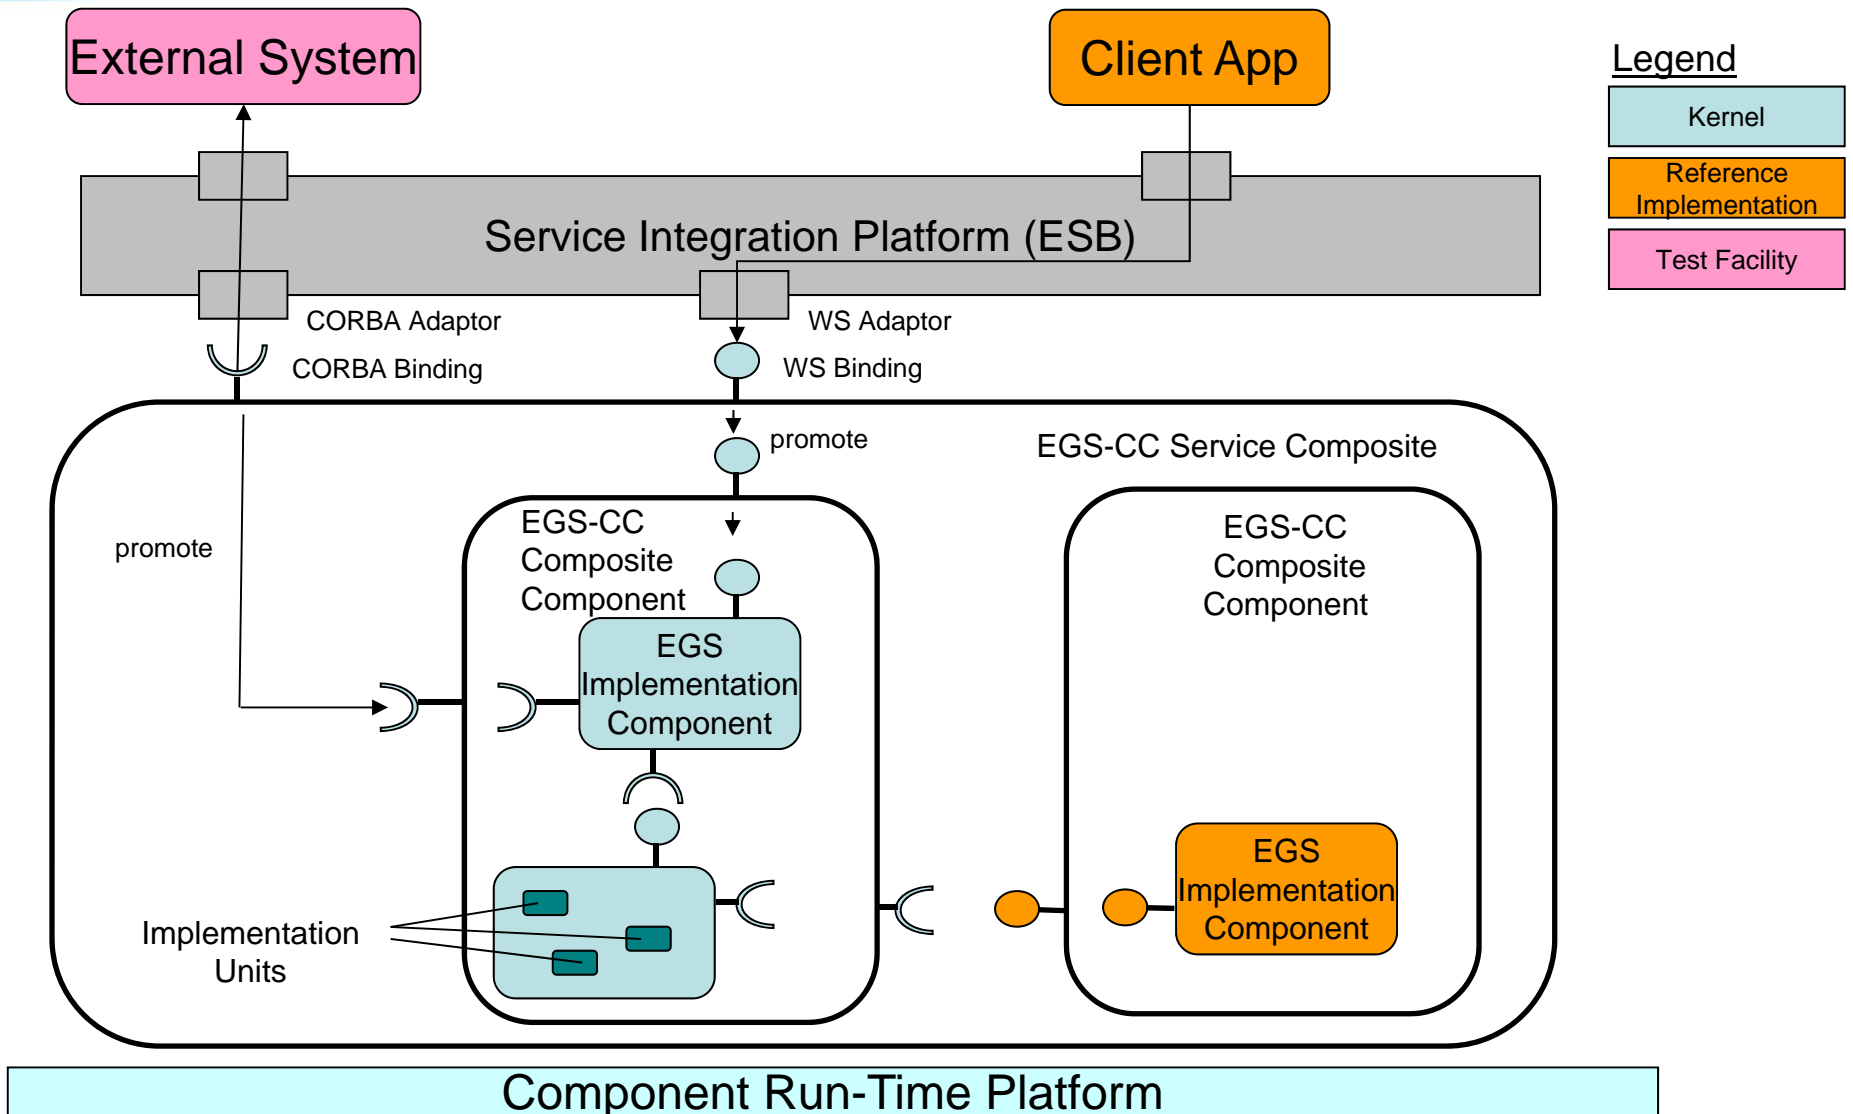 External System
Client App
Legend
Kernel
Reference
Implementation
Test Facility
Service Integration Platform (ESB)
CORBA Adaptor
WS Adaptor
CORBA Binding
WS Binding
promote
EGS-CC Service Composite
promote
EGS-CC
Composite
Component
EGS
Implementation
Component
EGS-CC
Composite
Component
EGS
Implementation
Component
Implementation
Units
Component Run-Time Platform